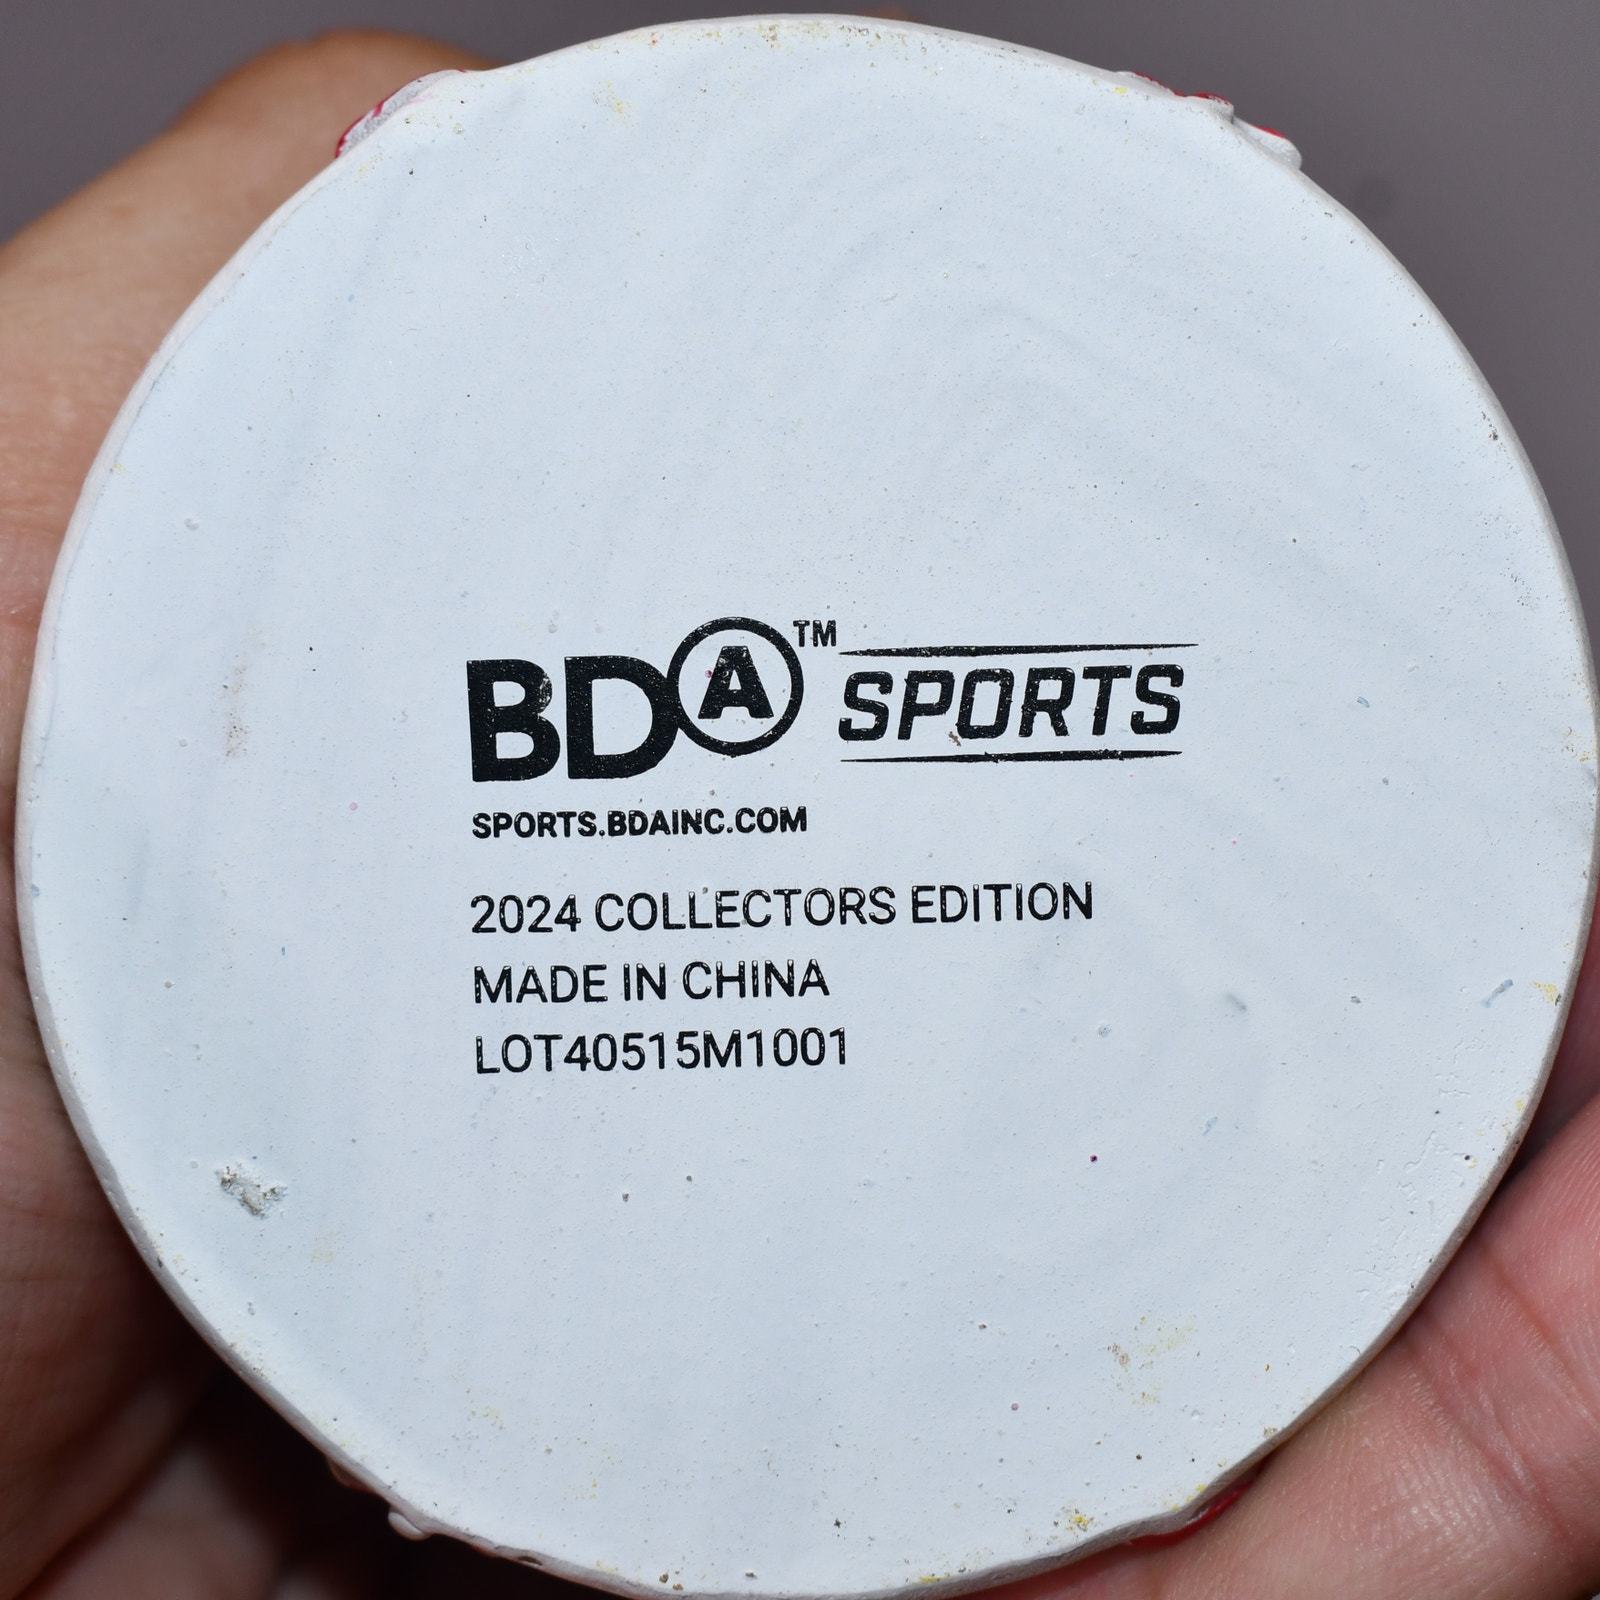 BDA™ SPORTS
SPORTS.BDAINC.COM
2024 COLLECTORS EDITION
MADE IN CHINA
LOT40515M1001